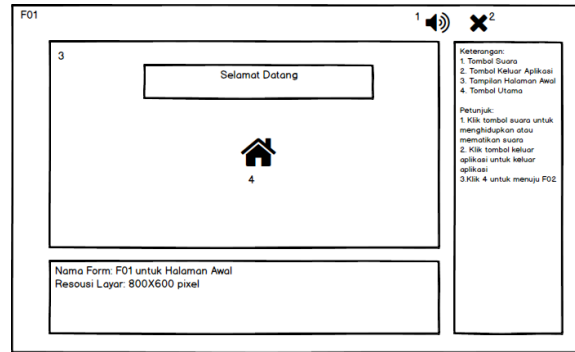 F01
1
2
3
Selamat Datang
4
Keterangan:
1. Tombol Suara
2. Tombol Keluar Aplikasi
3. Tampilan Halaman Awal
4. Tombol Utama
Petunjuk:
1. Klik tombol suara untuk
menghidupkan atau
mematikan suara
2. Klik tombol keluar
aplikasi untuk keluar
aplikasi
3.Klik 4 untuk menuju F02
Nama Form: F01 untuk Halaman Awal
Resousi Layar: 800X600 pixel